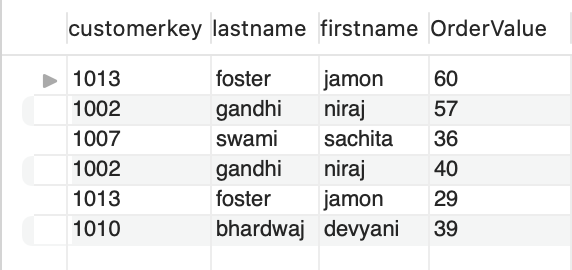 customerkey lastname firstname OrderValue
1013 foster jamon 60
1002 gandhi niraj 57
1007 swami sachita 36
1002 gandhi niraj 40
1013 foster jamon 29
1010 bhardwaj devyani 39